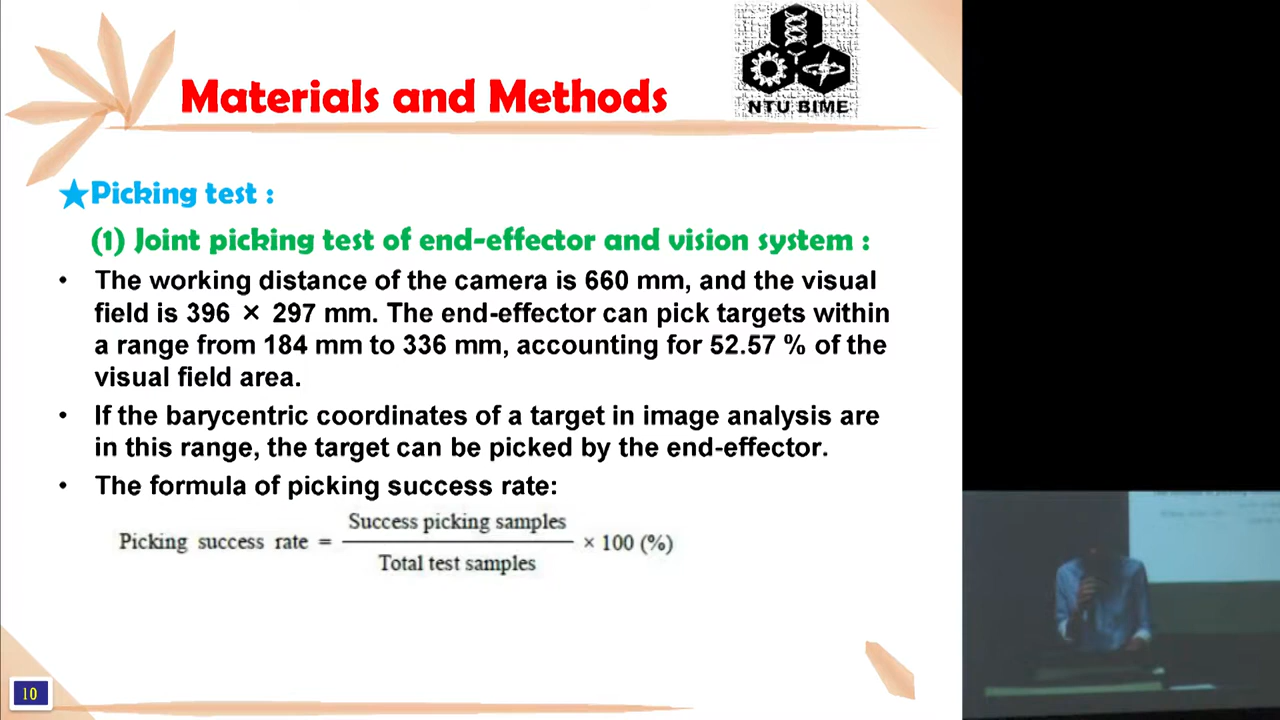 NTU BIME
Materials and Methods
★Picking test :
(1) Joint picking test of end-effector and vision system :
• The working distance of the camera is 660 mm, and the visual
field is 396 × 297 mm. The end-effector can pick targets within
a range from 184 mm to 336 mm, accounting for 52.57 % of the
visual field area.
• If the barycentric coordinates of a target in image analysis are
in this range, the target can be picked by the end-effector.
• The formula of picking success rate:
Picking success rate = Success picking samples / Total test samples × 100 (%)
10